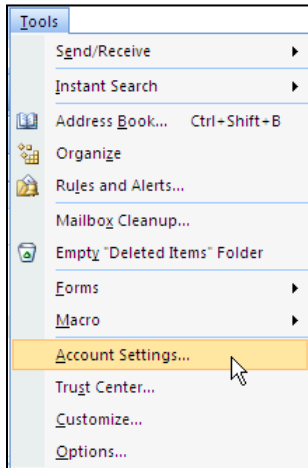 Tools
Send/Receive
Instant Search
Address Book... Ctrl+Shift+B
Organize
Rules and Alerts...
Mailbox Cleanup...
Empty "Deleted Items" Folder
Forms
Macro
Account Settings...
Trust Center...
Customize...
Options...